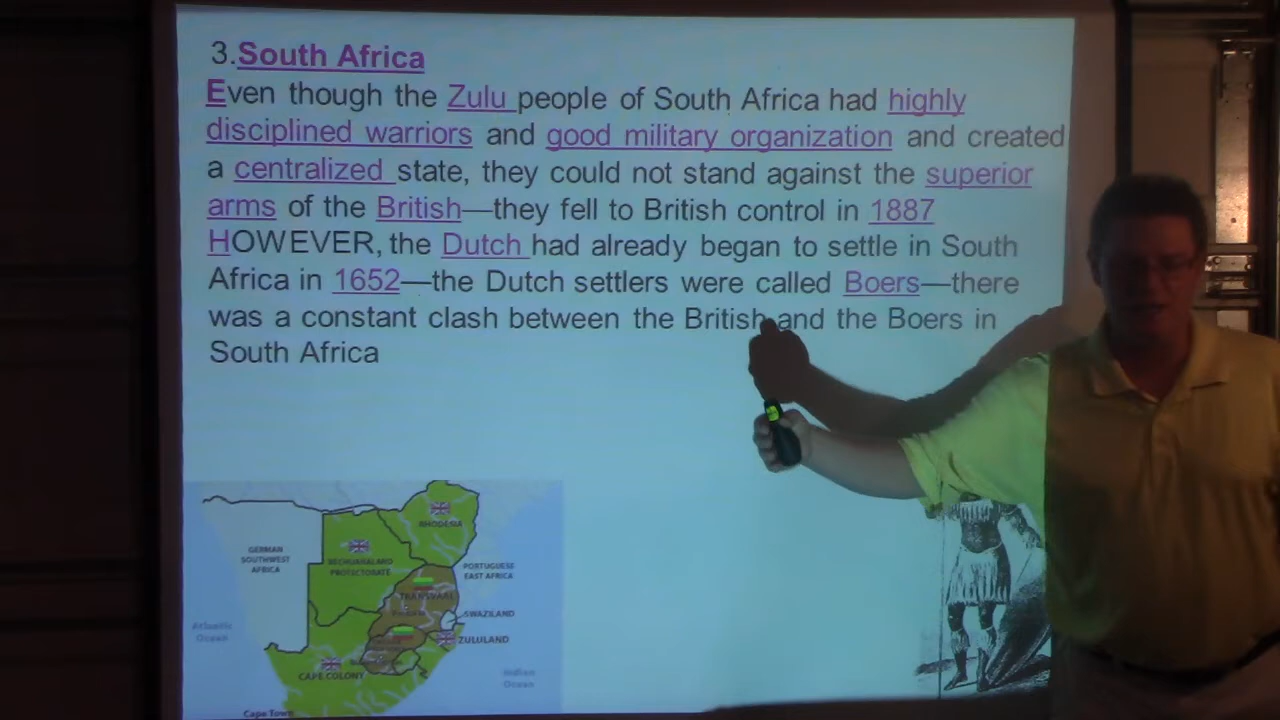 3.South Africa
Even though the Zulu people of South Africa had highly
disciplined warriors and good military organization and created
a centralized state, they could not stand against the superior
arms of the British—they fell to British control in 1887
HOWEVER, the Dutch had already began to settle in South
Africa in 1652—the Dutch settlers were called Boers—there
was a constant clash between the British and the Boers in
South Africa
RHODESIA
GERMAN
SOUTHWEST
AFRICA
BECHUANALAND
PROTECTORATE
PORTUGUESE
EAST AFRICA
TRANSVAAL
SWAZILAND
Atlantic
Ocean
ZULULAND
CAPE COLONY
Indian
Ocean
Cape Town